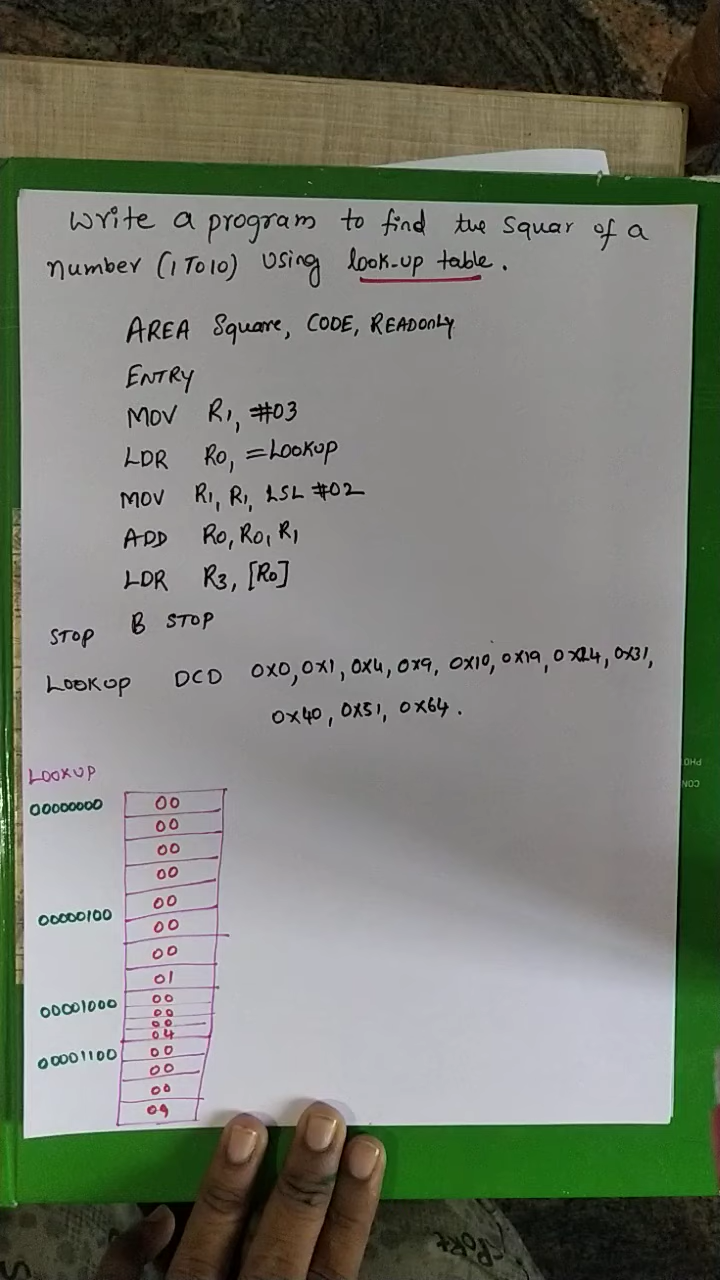 Write a program to find the squar of a
number (1 To 10) using look-up table.
AREA Square, CODE, READONLY
ENTRY
MOV R1, #03
LDR R0, =LOOKUP
MOV R1, R1, LSL #02
ADD R0, R0, R1
LDR R3, [R0]
STOP B STOP
LOOKUP DCD 0X0, 0X1, 0X4, 0X9, 0X10, 0X19, 0X24, 0X31,
0X40, 0X51, 0X64.
LOOKUP
00000000 00
00
00
00
00
00000100 00
00
01
00001000 00
00
00
04
00001100 00
00
00
09